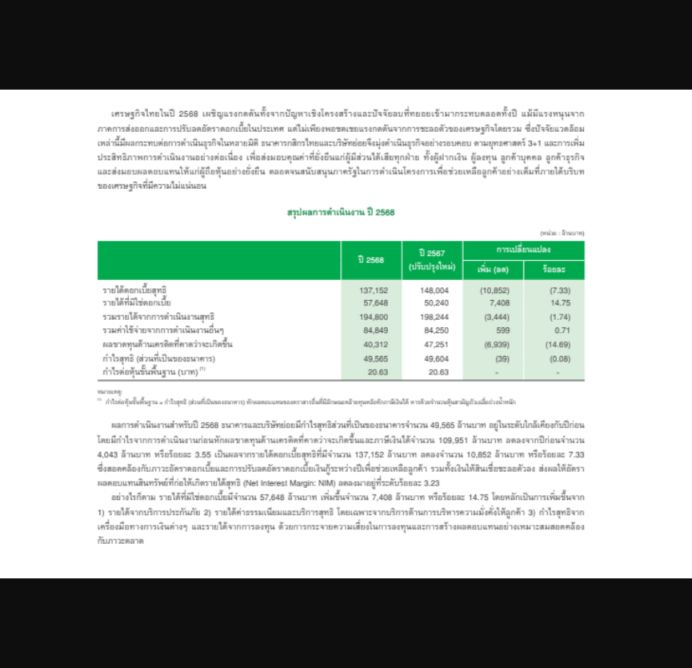 เศรษฐกิจไทยในปี 2568 เผชิญแรงกดดันทั้งจากปัญหาเชิงโครงสร้างและปัจจัยลบที่ทยอยเข้ามากระทบตลอดทั้งปี แม้มีแรงหนุนจาก
ภาคการส่งออกและการปรับลดอัตราดอกเบี้ยในประเทศ แต่ไม่เพียงพอชดเชยแรงกดดันจากการชะลอตัวของเศรษฐกิจโดยรวม ซึ่งปัจจัยแวดล้อม
เหล่านี้มีผลกระทบต่อการดำเนินธุรกิจในหลายมิติ ธนาคารกสิกรไทยและบริษัทย่อยจึงมุ่งดำเนินธุรกิจอย่างรอบคอบ ตามยุทธศาสตร์ 3+1 และการเพิ่ม
ประสิทธิภาพการดำเนินงานอย่างต่อเนื่อง เพื่อส่งมอบคุณค่าที่ยั่งยืนแก่ผู้มีส่วนได้เสียทุกฝ่าย ทั้งผู้ฝากเงิน ผู้ลงทุน ลูกค้าบุคคล ลูกค้าธุรกิจ
และส่งมอบผลตอบแทนให้แก่ผู้ถือหุ้นอย่างยั่งยืน ตลอดจนสนับสนุนภาครัฐในการดำเนินโครงการเพื่อช่วยเหลือลูกค้าอย่างเต็มที่ภายใต้บริบท
ของเศรษฐกิจที่มีความไม่แน่นอน
สรุปผลการดำเนินงาน ปี 2568
(หน่วย : ล้านบาท)
ปี 2568 ปี 2567 (ปรับปรุงใหม่) การเปลี่ยนแปลง
เพิ่ม (ลด) ร้อยละ
รายได้ดอกเบี้ยสุทธิ 137,152 148,004 (10,852) (7.33)
รายได้ที่มิใช่ดอกเบี้ย 57,648 50,240 7,408 14.75
รวมรายได้จากการดำเนินงานสุทธิ 194,800 198,244 (3,444) (1.74)
รวมค่าใช้จ่ายจากการดำเนินงานอื่นๆ 84,849 84,250 599 0.71
ผลขาดทุนด้านเครดิตที่คาดว่าจะเกิดขึ้น 40,312 47,251 (6,939) (14.69)
กำไรสุทธิ (ส่วนที่เป็นของธนาคาร) 49,565 49,604 (39) (0.08)
กำไรต่อหุ้นขั้นพื้นฐาน (บาท) (1) 20.63 20.63 - -
หมายเหตุ:
(1) กำไรต่อหุ้นขั้นพื้นฐาน = กำไรสุทธิ (ส่วนที่เป็นของธนาคาร) หักผลตอบแทนของตราสารอื่นที่มีลักษณะคล้ายทุนหลังหักภาษีเงินได้ หารด้วยจำนวนหุ้นสามัญถัวเฉลี่ยถ่วงน้ำหนัก
ผลการดำเนินงานสำหรับปี 2568 ธนาคารและบริษัทย่อยมีกำไรสุทธิส่วนที่เป็นของธนาคารจำนวน 49,565 ล้านบาท อยู่ในระดับใกล้เคียงกับปีก่อน
โดยมีกำไรจากการดำเนินงานก่อนหักผลขาดทุนด้านเครดิตที่คาดว่าจะเกิดขึ้นและภาษีเงินได้จำนวน 109,951 ล้านบาท ลดลงจากปีก่อนจำนวน
4,043 ล้านบาท หรือร้อยละ 3.55 เป็นผลจากรายได้ดอกเบี้ยสุทธิที่มีจำนวน 137,152 ล้านบาท ลดลงจำนวน 10,852 ล้านบาท หรือร้อยละ 7.33
ซึ่งสอดคล้องกับภาวะอัตราดอกเบี้ยและการปรับลดอัตราดอกเบี้ยเงินกู้ระหว่างปีเพื่อช่วยเหลือลูกค้า รวมทั้งเงินให้สินเชื่อชะลอตัวลง ส่งผลให้อัตรา
ผลตอบแทนสินทรัพย์ที่ก่อให้เกิดรายได้สุทธิ (Net Interest Margin: NIM) ลดลงมาอยู่ที่ระดับร้อยละ 3.23
อย่างไรก็ตาม รายได้ที่มิใช่ดอกเบี้ยมีจำนวน 57,648 ล้านบาท เพิ่มขึ้นจำนวน 7,408 ล้านบาท หรือร้อยละ 14.75 โดยหลักเป็นการเพิ่มขึ้นจาก
1) รายได้จากบริการประกันภัย 2) รายได้ค่าธรรมเนียมและบริการสุทธิ โดยเฉพาะจากบริการด้านการบริหารความมั่งคั่งให้ลูกค้า 3) กำไรสุทธิจาก
เครื่องมือทางการเงินต่างๆ และรายได้จากการลงทุน ด้วยการกระจายความเสี่ยงในการลงทุนและการสร้างผลตอบแทนอย่างเหมาะสมสอดคล้อง
กับภาวะตลาด